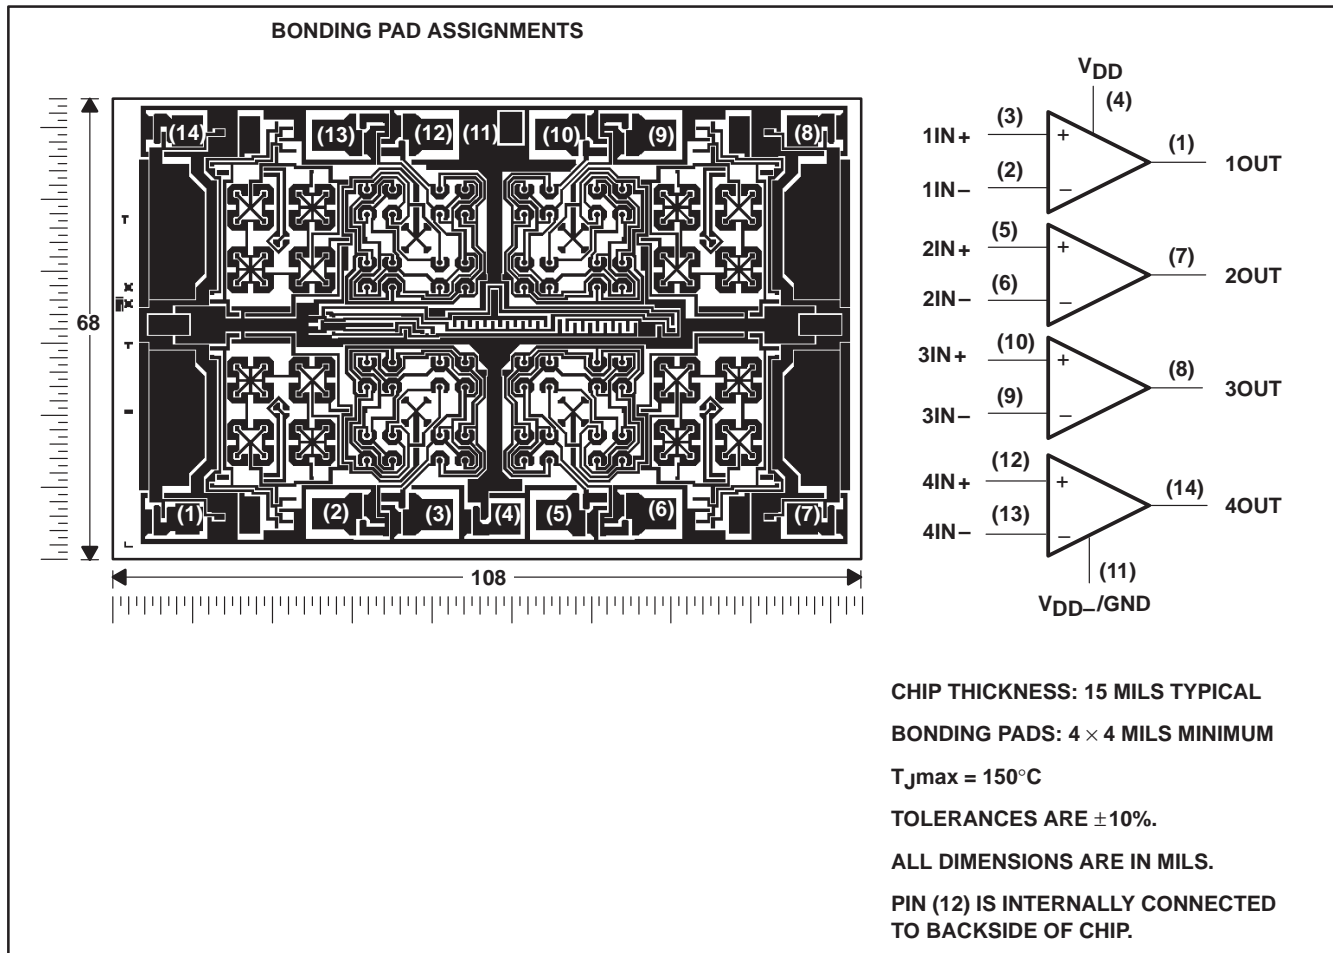 BONDING PAD ASSIGNMENTS
(14) (13) (12) (11) (10) (9) (8)
68
(1) (2) (3) (4) (5) (6) (7)
108
VDD
(4)
(3)
1IN+
+
(1)
1OUT
(2)
1IN−
−
(5)
2IN+
+
(7)
2OUT
(6)
2IN−
−
(10)
3IN+
+
(8)
3OUT
(9)
3IN−
−
(12)
4IN+
+
(14)
4OUT
(13)
4IN−
−
(11)
VDD−/GND
CHIP THICKNESS: 15 MILS TYPICAL
BONDING PADS: 4 × 4 MILS MINIMUM
TJmax = 150°C
TOLERANCES ARE ±10%.
ALL DIMENSIONS ARE IN MILS.
PIN (12) IS INTERNALLY CONNECTED
TO BACKSIDE OF CHIP.